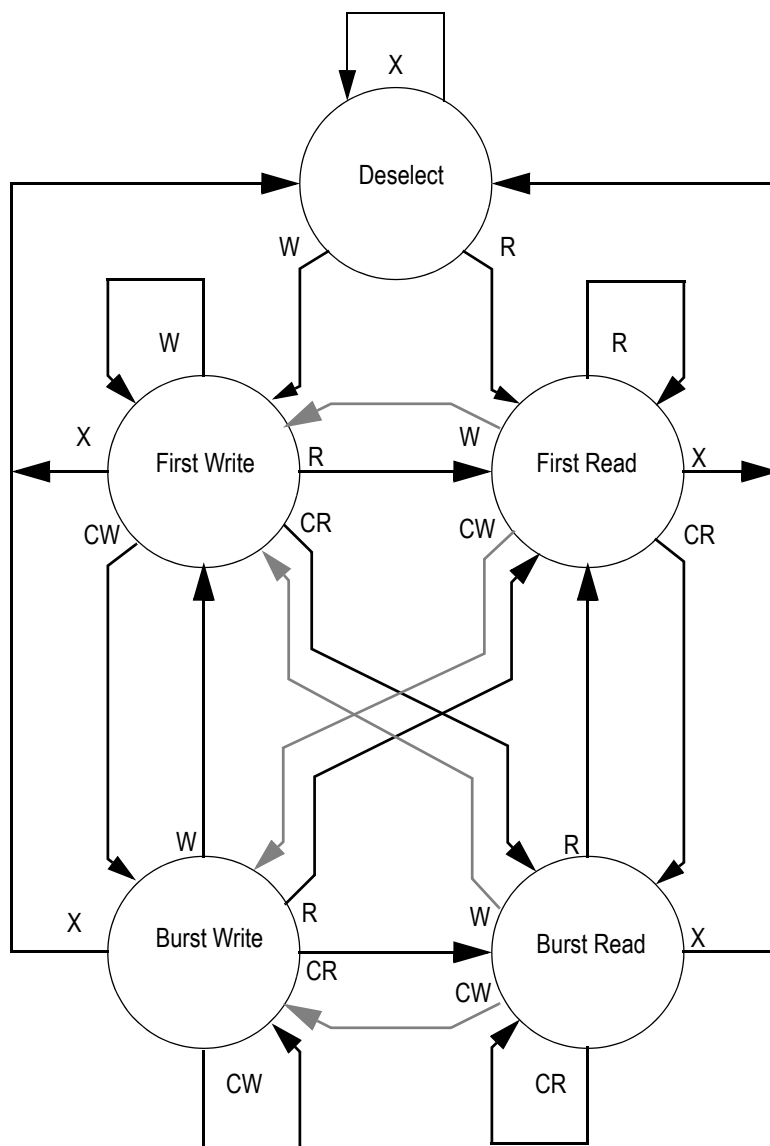 X
Deselect
W
R
W
R
X
W
First Write
R
First Read
X
CW
CR
CW
CR
W
R
X
R
W
Burst Write
Burst Read
X
CR
CW
CW
CR